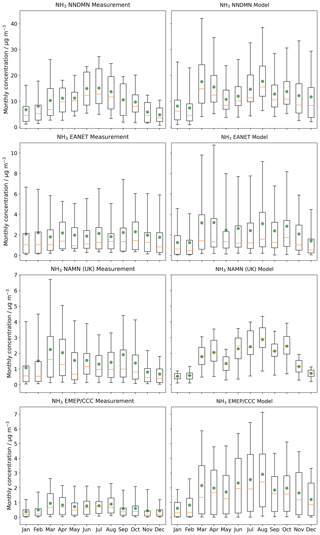 NH₃ NNDMN Measurement
NH₃ NNDMN Model
Monthly concentration / µg m⁻³
40
30
20
10
0
NH₃ EANET Measurement
NH₃ EANET Model
Monthly concentration / µg m⁻³
10
8
6
4
2
0
NH₃ NAMN (UK) Measurement
NH₃ NAMN (UK) Model
Monthly concentration / µg m⁻³
7
6
5
4
3
2
1
0
NH₃ EMEP/CCC Measurement
NH₃ EMEP/CCC Model
Monthly concentration / µg m⁻³
7
6
5
4
3
2
1
0
Jan Feb Mar Apr May Jun Jul Aug Sep Oct Nov Dec
Jan Feb Mar Apr May Jun Jul Aug Sep Oct Nov Dec